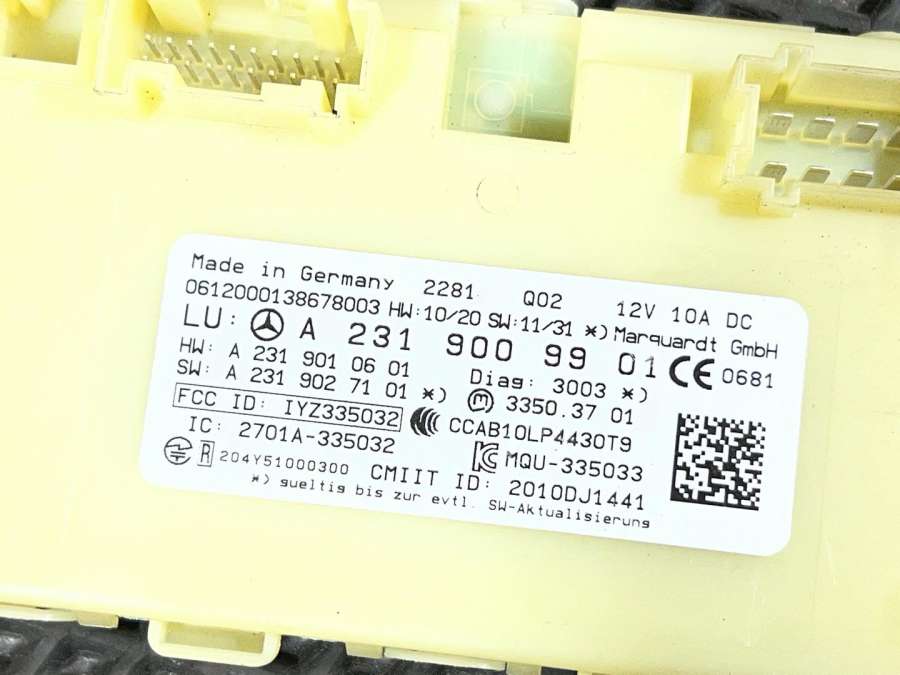 Made in Germany 2281 Q02 12V 10A DC
0612000138678003 HW:10/20 SW:11/31 *) Marquardt GmbH
LU: A 231 900 99 01 CE 0681
HW: A 231 901 06 01 Diag: 3003 *)
SW: A 231 902 71 01 *) m 3350.37 01
FCC ID: IYZ335032 CCAB10LP4430T9
IC: 2701A-335032 MQU-335033
R 204Y51000300 CMIIT ID: 2010DJ1441
*) gueltig bis zur evtl. SW-Aktualisierung